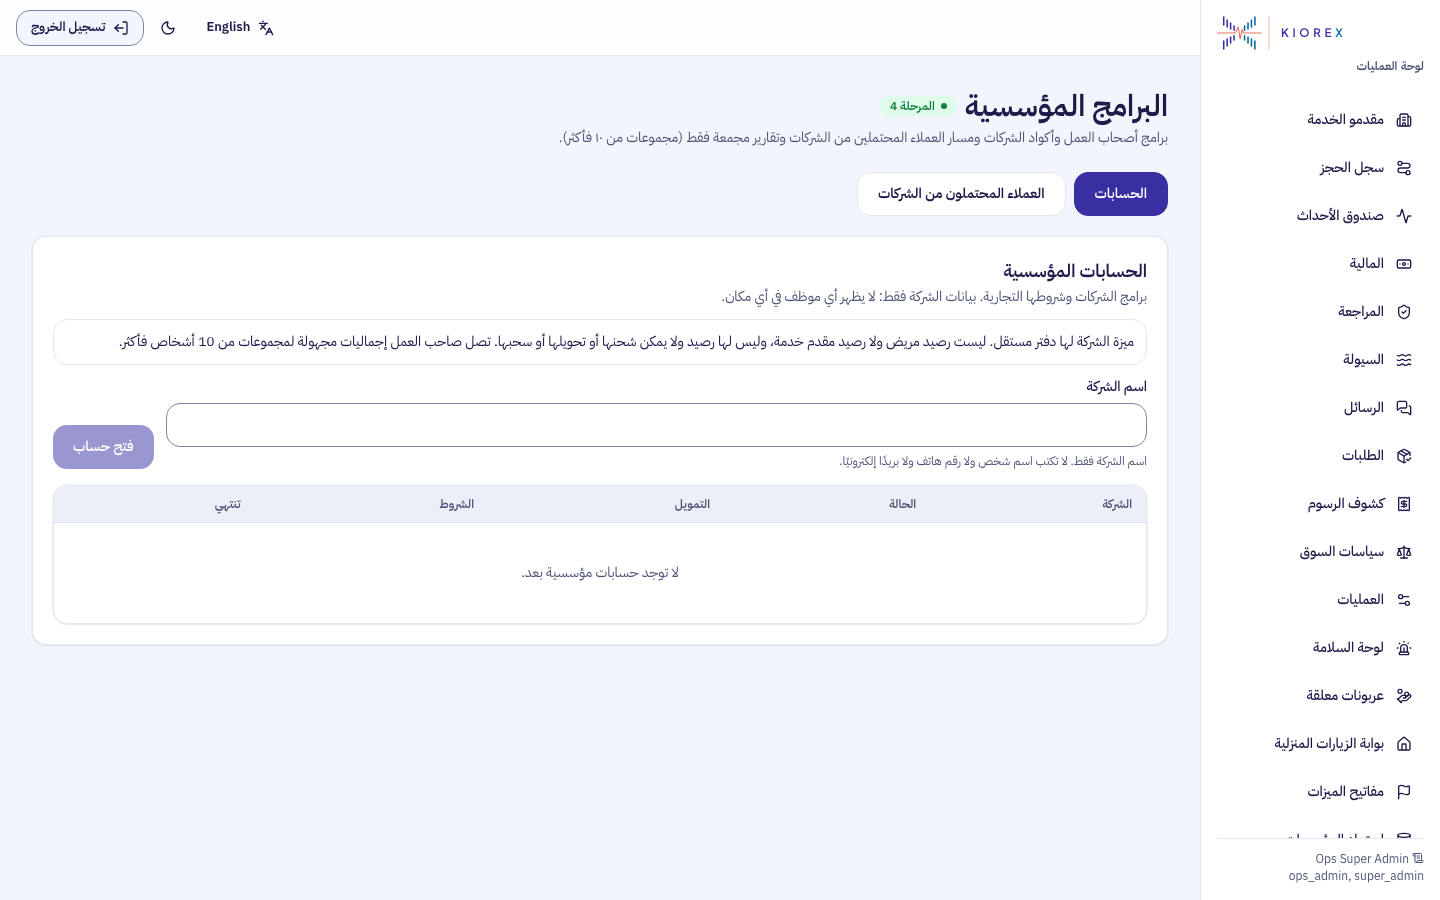 KIOREX
لوحة العمليات
مقدمو الخدمة
سجل الحجز
صندوق الأحداث
المالية
المراجعة
السيولة
الرسائل
الطلبات
كشوف الرسوم
سياسات السوق
العمليات
لوحة السلامة
عربونات معلقة
بوابة الزيارات المنزلية
مفاتيح الميزات
Ops Super Admin
ops_admin, super_admin
English
تسجيل الخروج
البرامج المؤسسية
المرحلة 4
برامج أصحاب العمل وأكواد الشركات ومسار العملاء المحتملين من الشركات وتقارير مجمعة فقط (مجموعات من ١٠ فأكثر).
الحسابات
العملاء المحتملون من الشركات
الحسابات المؤسسية
برامج الشركات وشروطها التجارية. بيانات الشركة فقط: لا يظهر أي موظف في أي مكان.
ميزة الشركة لها دفتر مستقل. ليست رصيد مريض ولا رصيد مقدم خدمة، وليس لها رصيد ولا يمكن شحنها أو تحويلها أو سحبها. تصل صاحب العمل إجماليات مجهولة لمجموعات من 10 أشخاص فأكثر.
اسم الشركة
فتح حساب
اسم الشركة فقط. لا تكتب اسم شخص ولا رقم هاتف ولا بريدًا إلكترونيًا.
الشركة الحالة التمويل الشروط تنتهي
لا توجد حسابات مؤسسية بعد.